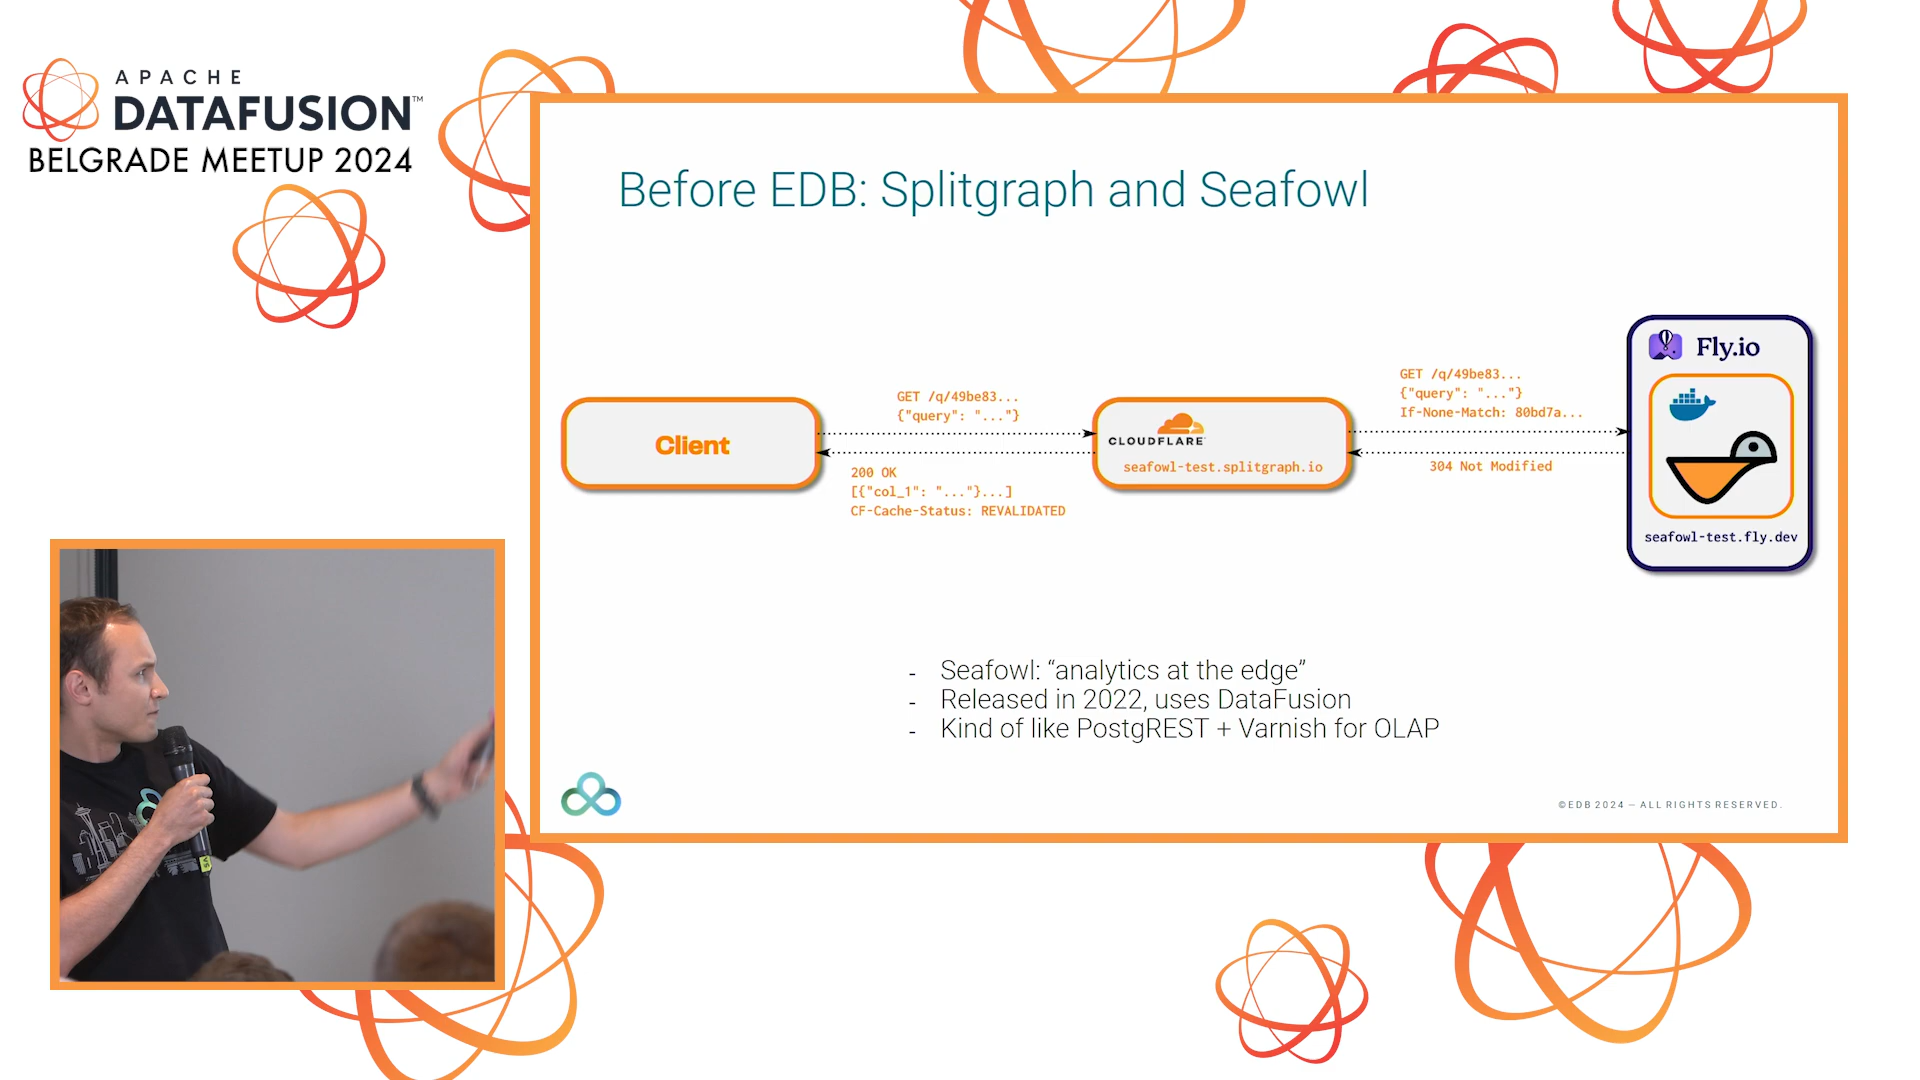 APACHE
DATAFUSION™
BELGRADE MEETUP 2024
Before EDB: Splitgraph and Seafowl
Client
GET /q/49be83...
{"query": "..."}
200 OK
[{"col_1": "..."}...]
CF-Cache-Status: REVALIDATED
CLOUDFLARE
seafowl-test.splitgraph.io
GET /q/49be83...
{"query": "..."}
If-None-Match: 80bd7a...
304 Not Modified
Fly.io
seafowl-test.fly.dev
- Seafowl: “analytics at the edge”
- Released in 2022, uses DataFusion
- Kind of like PostgREST + Varnish for OLAP
©EDB 2024 — ALL RIGHTS RESERVED.